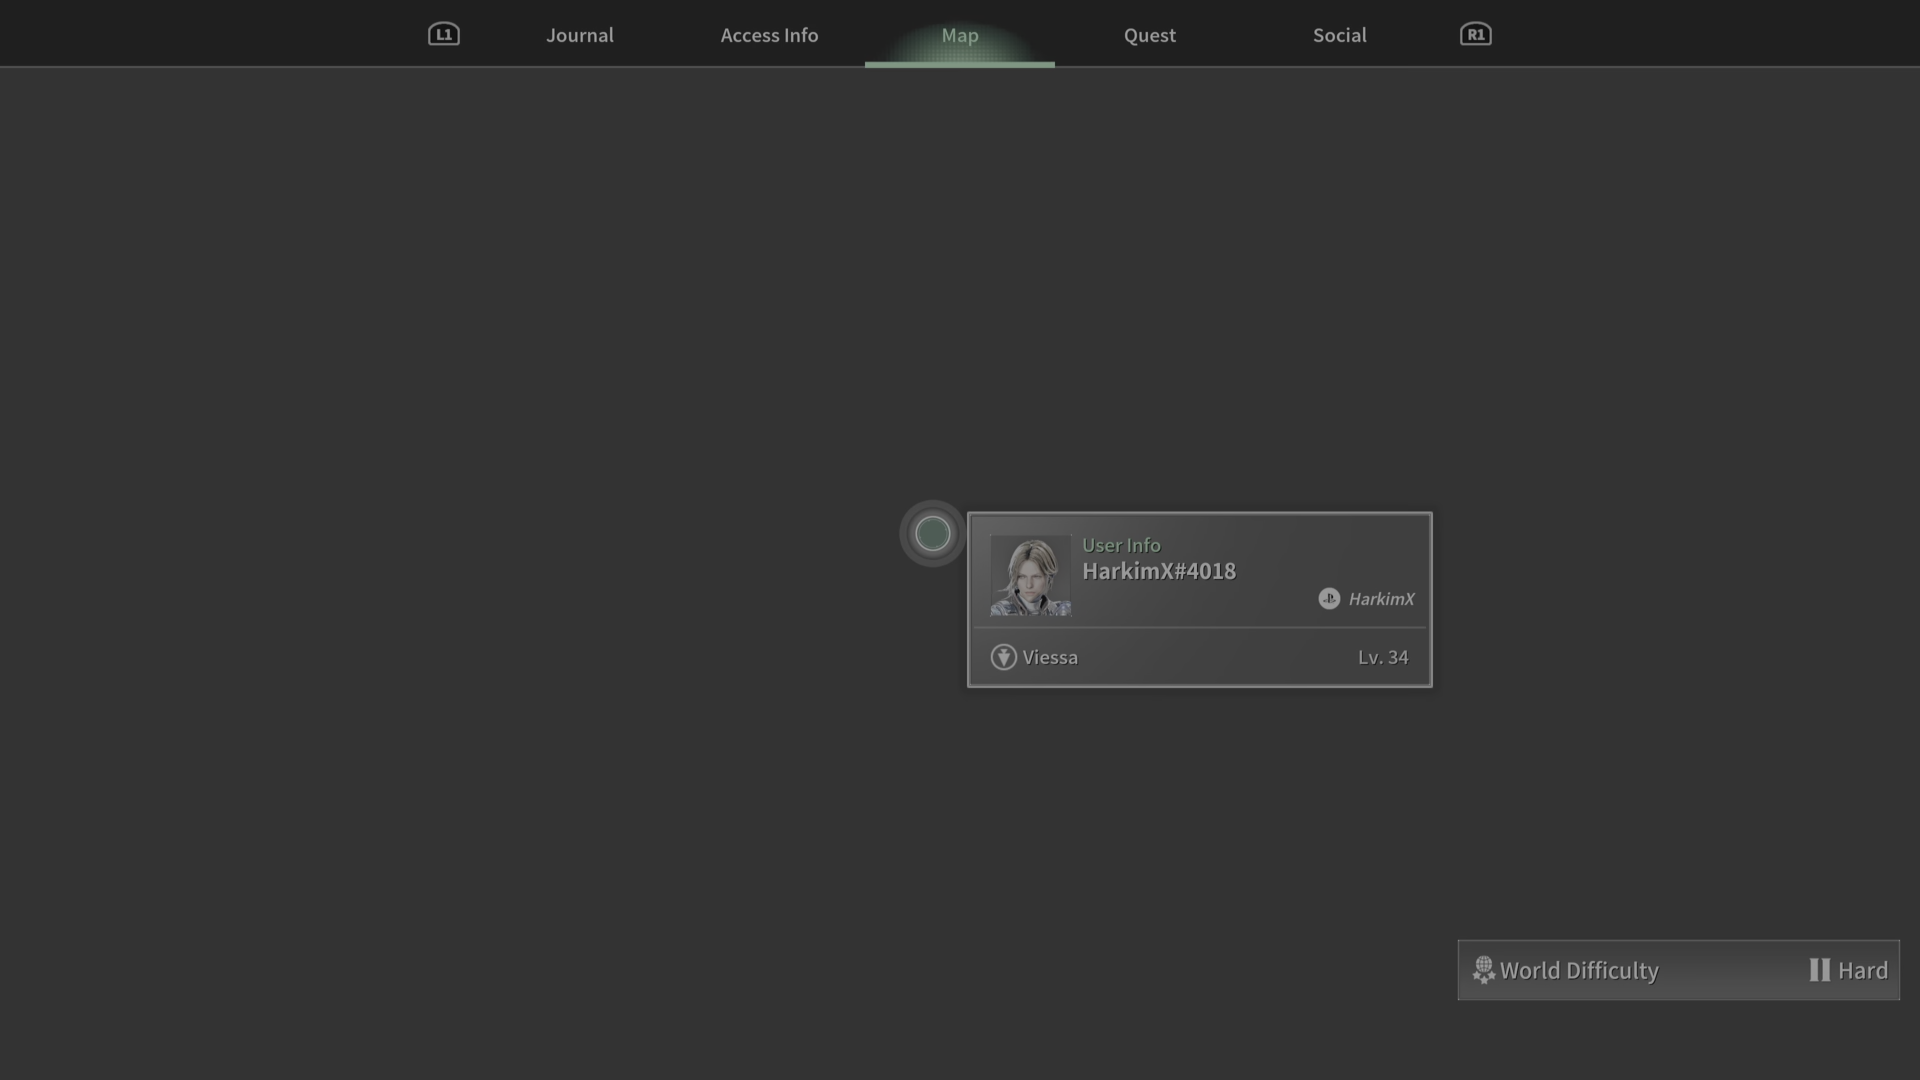 L1 Journal Access Info Map Quest Social R1
User Info
HarkimX#4018
HarkimX
Viessa Lv. 34
World Difficulty Hard